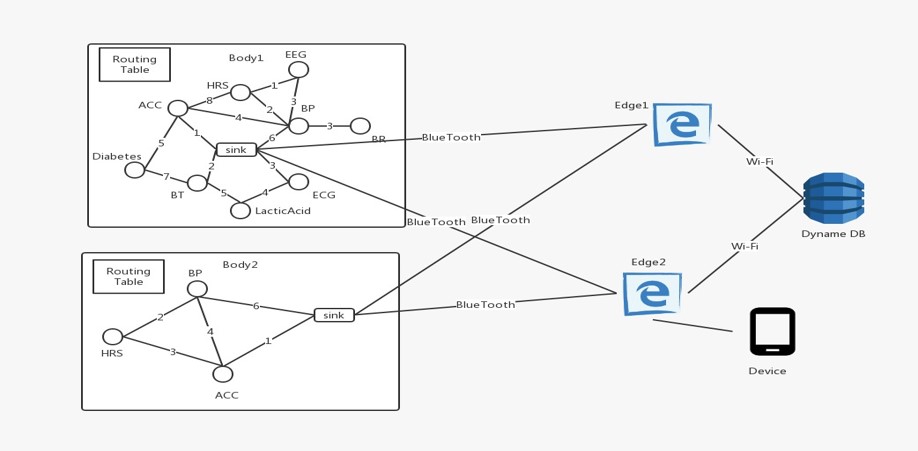 Routing
Table
Body1
EEG
HRS
1
8
2
3
BP
ACC
4
3
BR
1
6
5
sink
Diabetes
7
2
3
BT
5
4
ECG
LacticAcid
Routing
Table
Body2
BP
2
6
sink
4
HRS
3
1
ACC
BlueTooth
BlueTooth
BlueTooth
BlueTooth
Edge1
Wi-Fi
Dyname DB
Wi-Fi
Edge2
Device